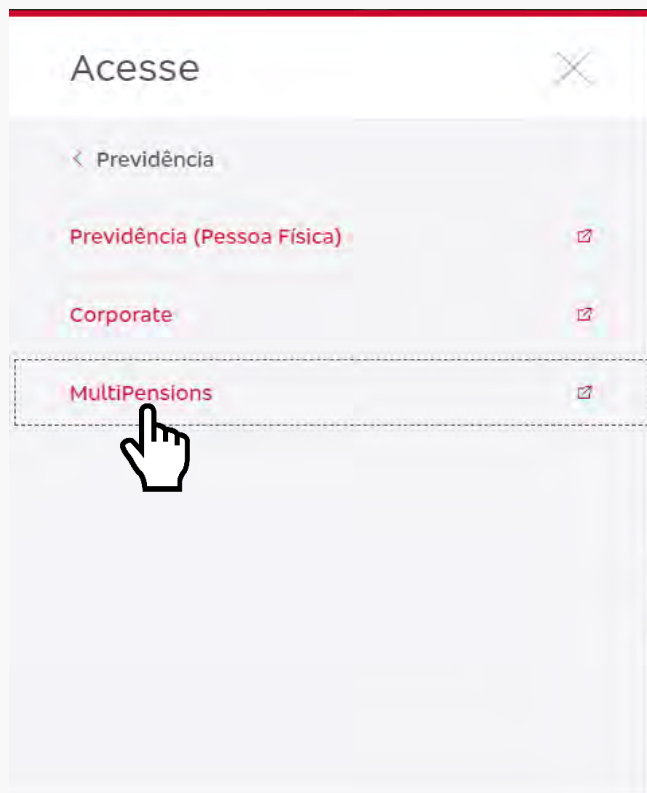 Acesse
Previdência
Previdência (Pessoa Física)
Corporate
MultiPensions